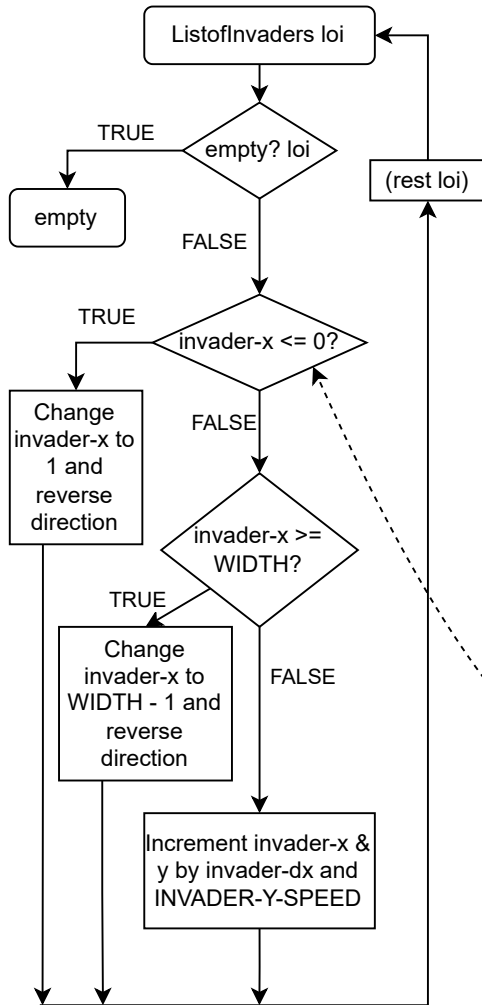 ListofInvaders loi
TRUE
empty? loi
empty
(rest loi)
FALSE
TRUE
invader-x <= 0?
Change
invader-x to
1 and
reverse
direction
FALSE
invader-x >=
WIDTH?
TRUE
Change
invader-x to
WIDTH - 1 and
reverse
direction
FALSE
Increment invader-x &
y by invader-dx and
INVADER-Y-SPEED